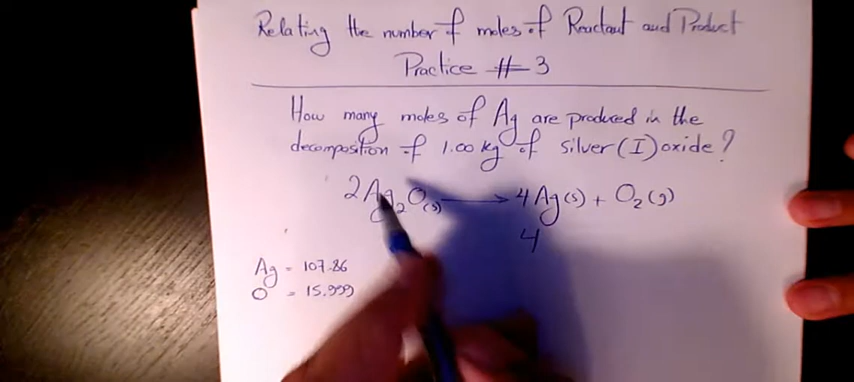 Relating the number of moles of Reactant and Product
Practice # 3
How many moles of Ag are produced in the
decomposition of 1.00 kg of silver (I) oxide?
2Ag₂O(s) → 4Ag(s) + O₂(g)
4
Ag = 107.86
O = 15.999